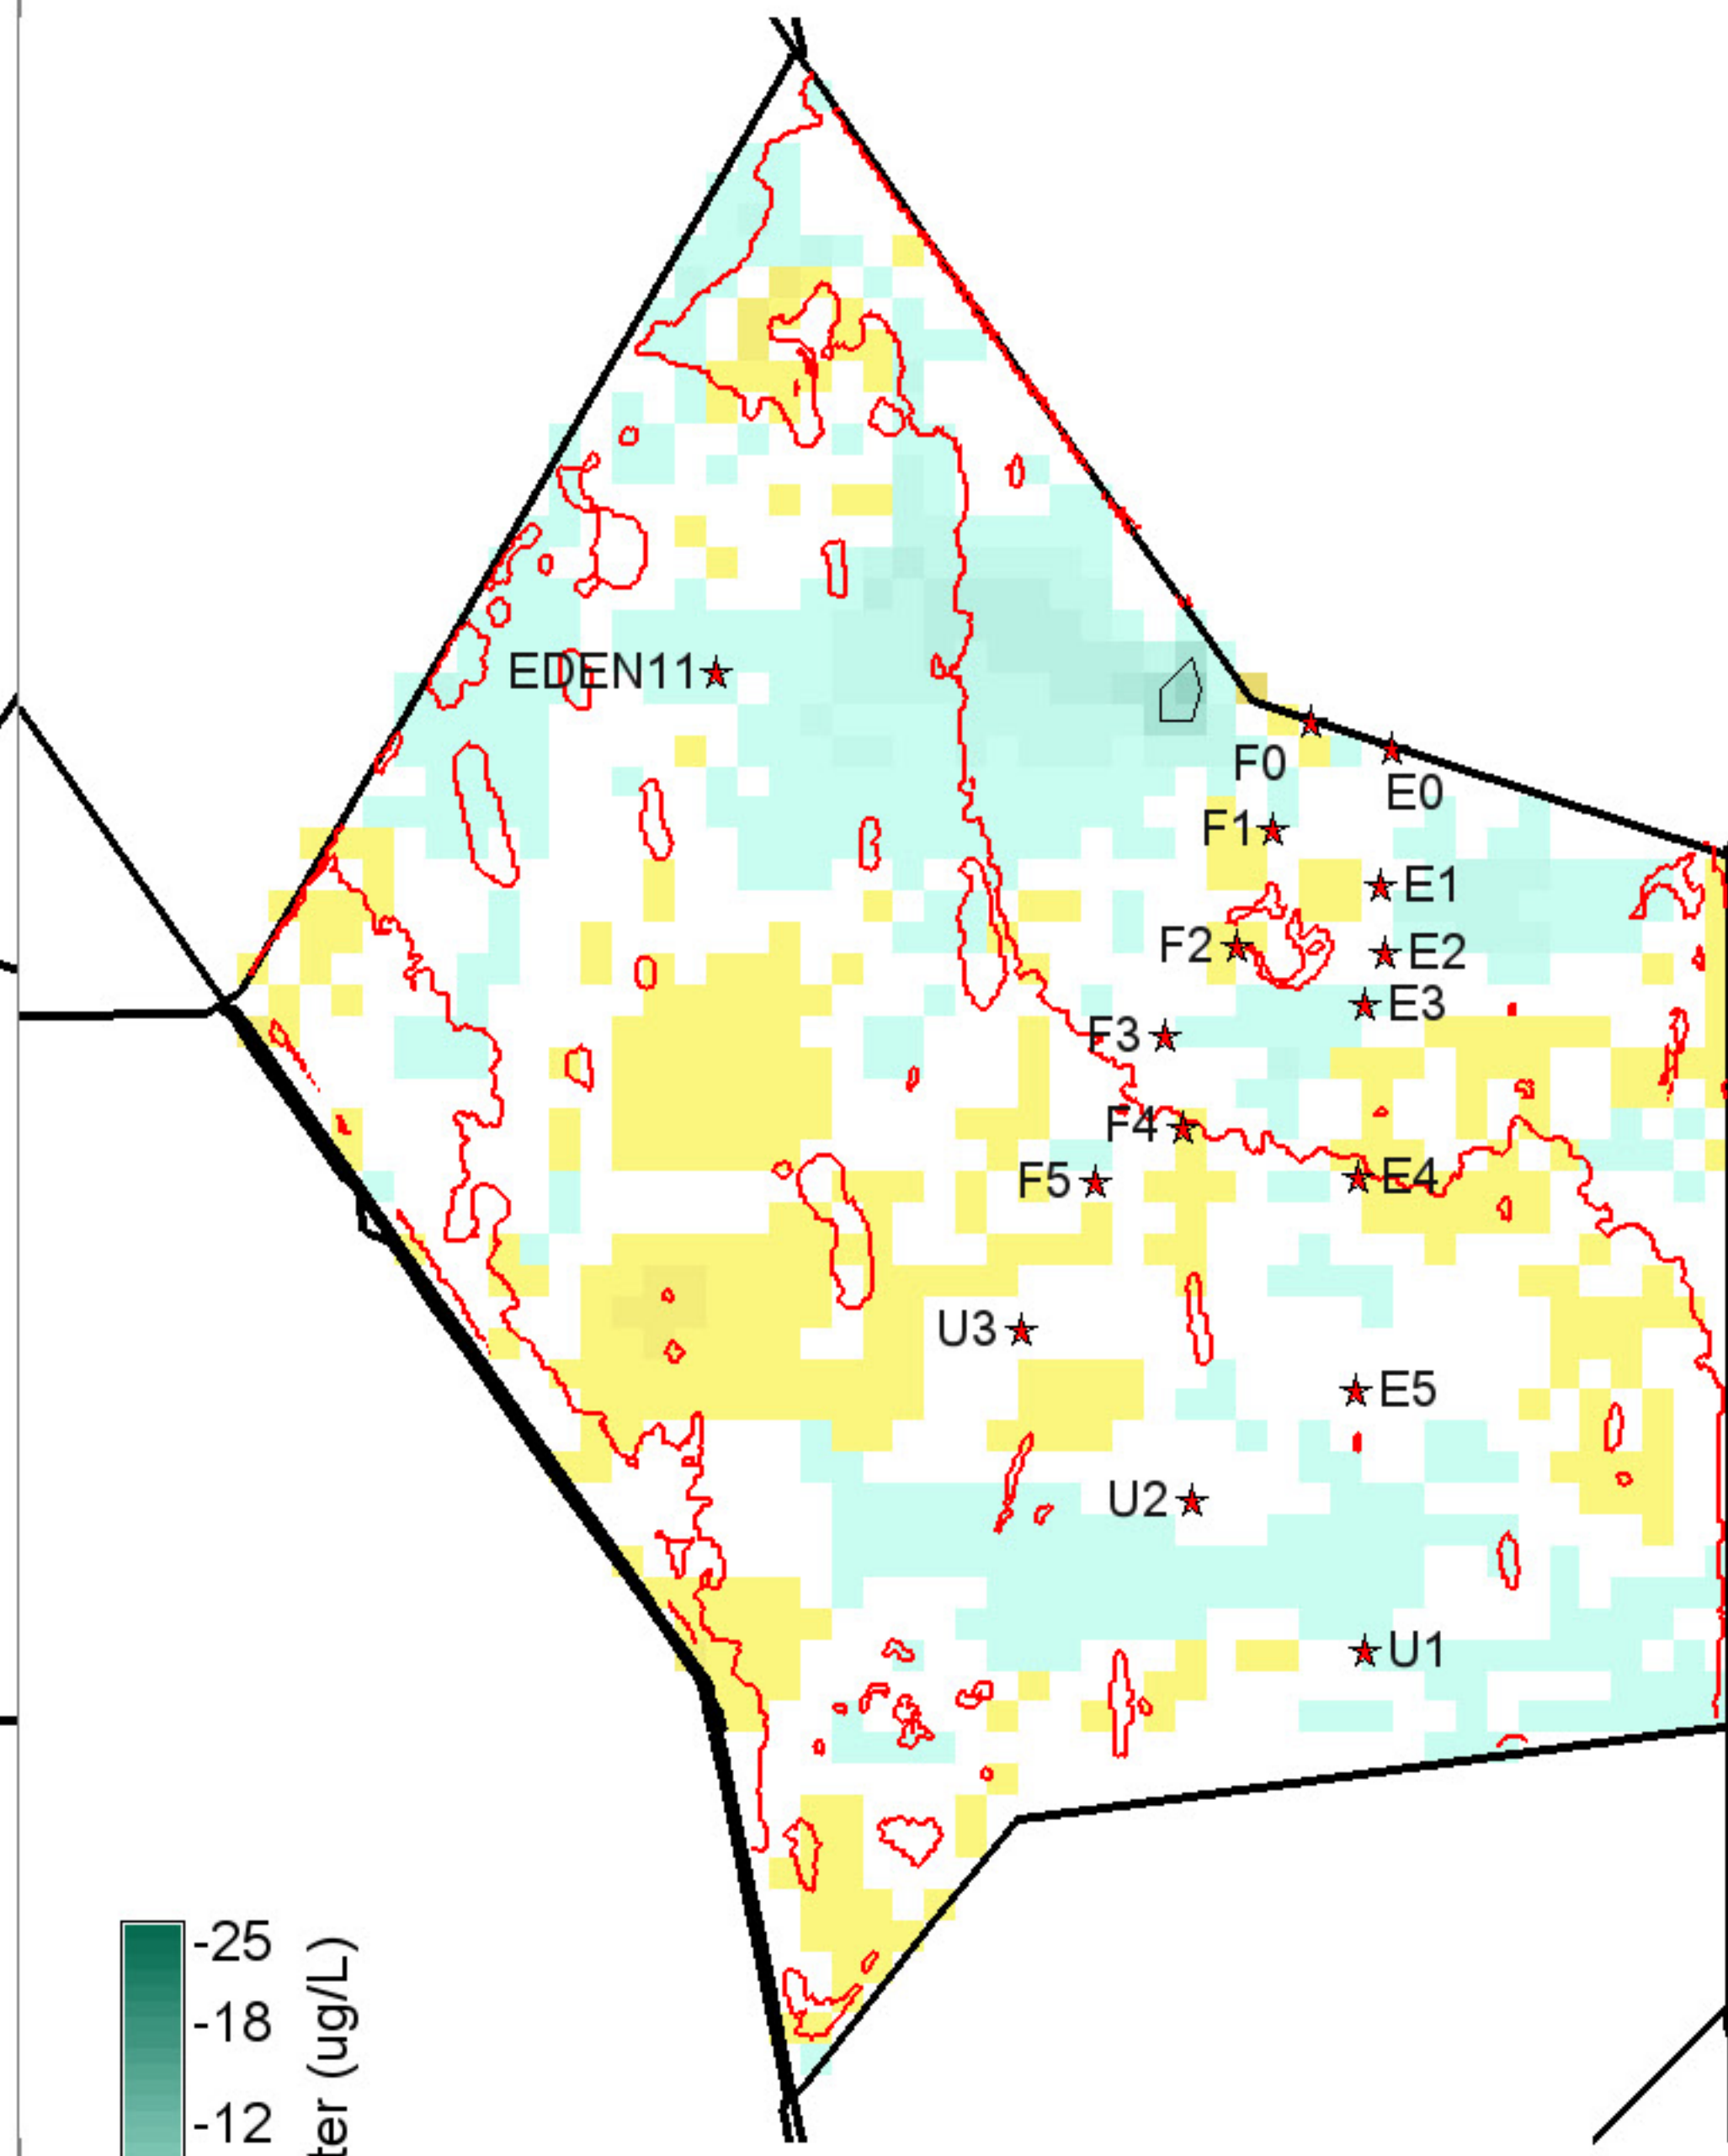 EDEN11
F0
E0
F1
E1
F2
E2
E3
F3
F4
E4
F5
U3
E5
U2
U1
-25
-18
-12
ter (ug/L)